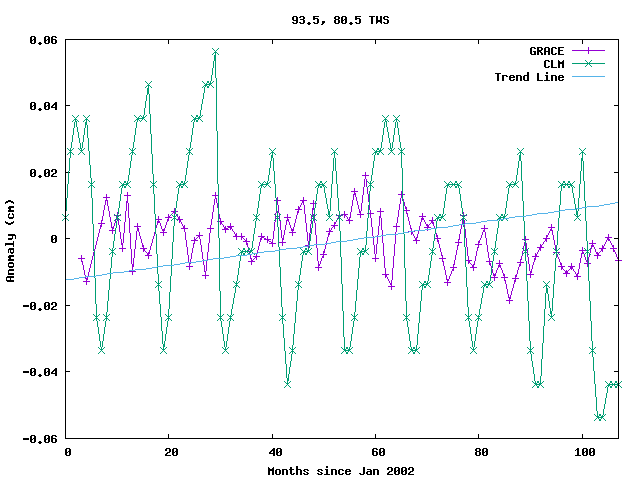 93.5, 80.5 TWS
GRACE
CLM
Trend Line
0.06
0.04
0.02
0
-0.02
-0.04
-0.06
Anomaly (cm)
0 20 40 60 80 100
Months since Jan 2002